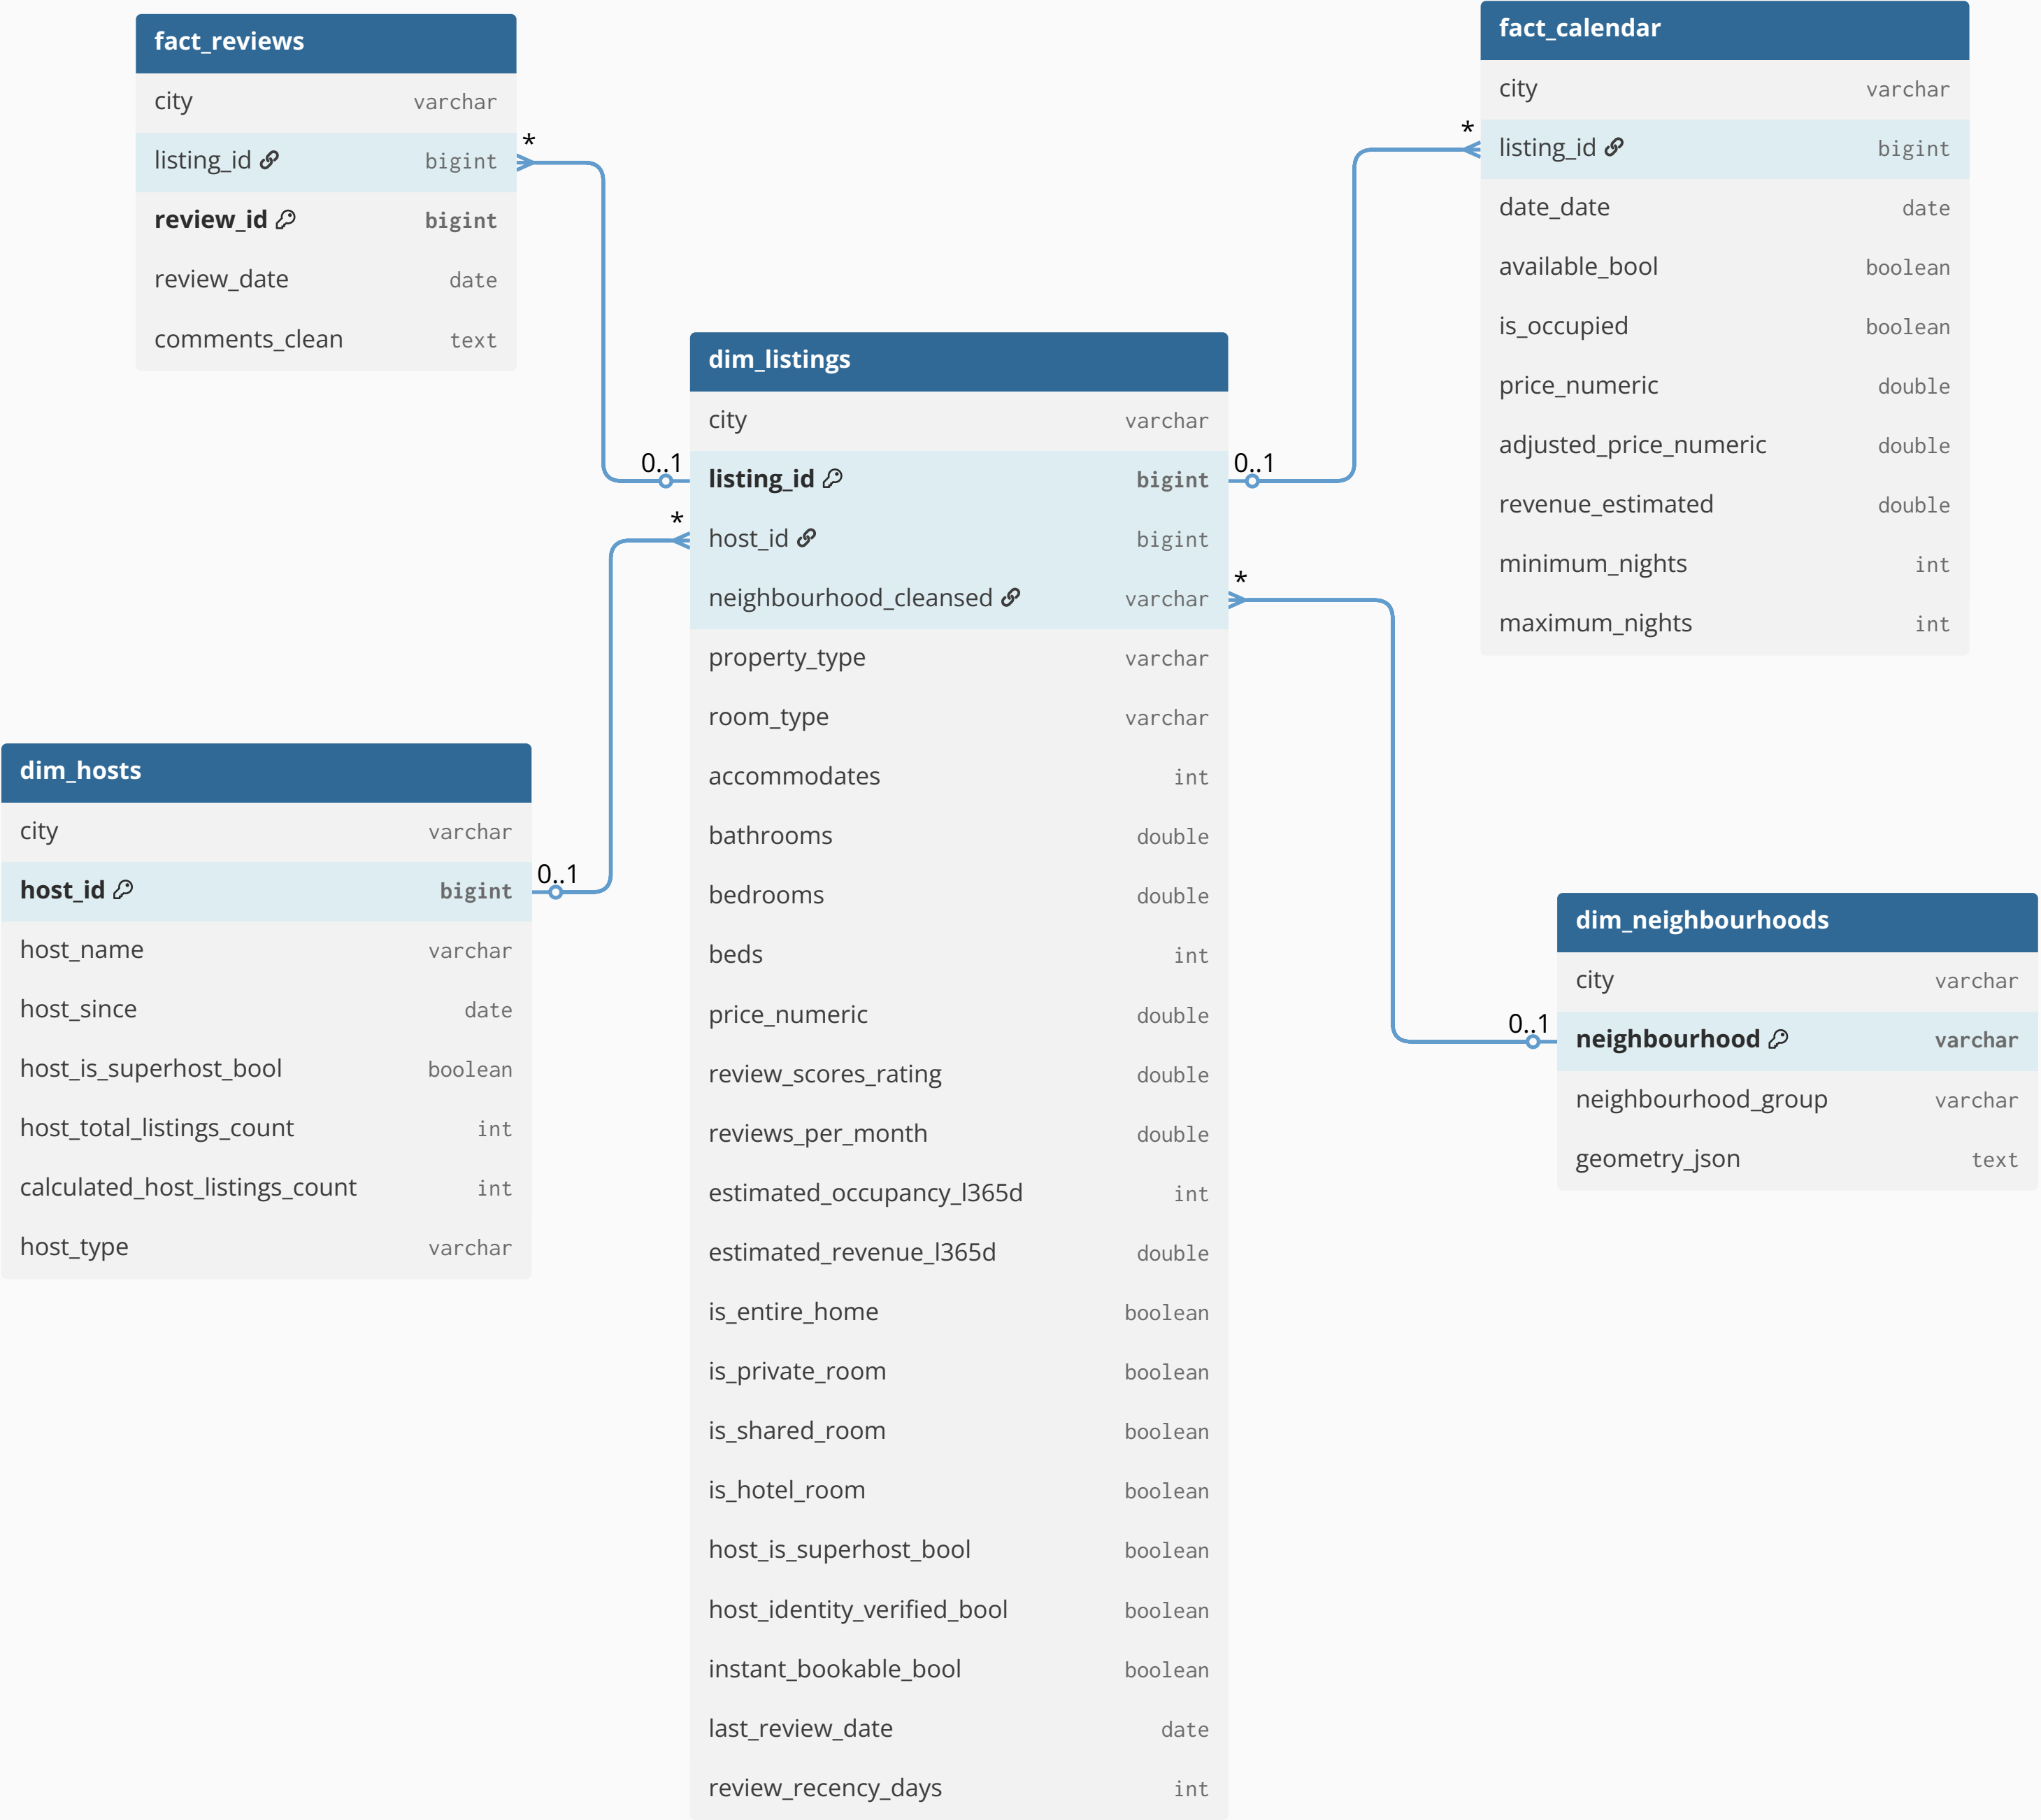 fact_reviews
city varchar
listing_id bigint
review_id bigint
review_date date
comments_clean text
*
0..1
fact_calendar
city varchar
listing_id bigint
date_date date
available_bool boolean
is_occupied boolean
price_numeric double
adjusted_price_numeric double
revenue_estimated double
minimum_nights int
maximum_nights int
*
0..1
dim_listings
city varchar
listing_id bigint
host_id bigint
neighbourhood_cleansed varchar
property_type varchar
room_type varchar
accommodates int
bathrooms double
bedrooms double
beds int
price_numeric double
review_scores_rating double
reviews_per_month double
estimated_occupancy_l365d int
estimated_revenue_l365d double
is_entire_home boolean
is_private_room boolean
is_shared_room boolean
is_hotel_room boolean
host_is_superhost_bool boolean
host_identity_verified_bool boolean
instant_bookable_bool boolean
last_review_date date
review_recency_days int
*
*
dim_hosts
city varchar
host_id bigint
host_name varchar
host_since date
host_is_superhost_bool boolean
host_total_listings_count int
calculated_host_listings_count int
host_type varchar
0..1
dim_neighbourhoods
city varchar
neighbourhood varchar
neighbourhood_group varchar
geometry_json text
0..1